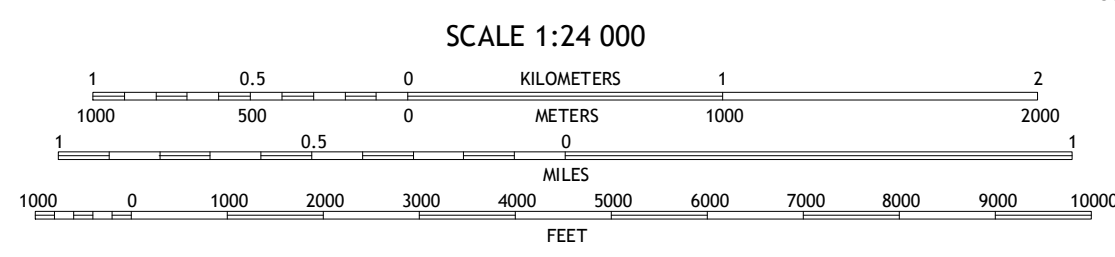 SCALE 1:24 000
1 0.5 0 KILOMETERS 1 2
1000 500 0 METERS 1000 2000
1 0.5 0 1
MILES
1000 0 1000 2000 3000 4000 5000 6000 7000 8000 9000 10000
FEET